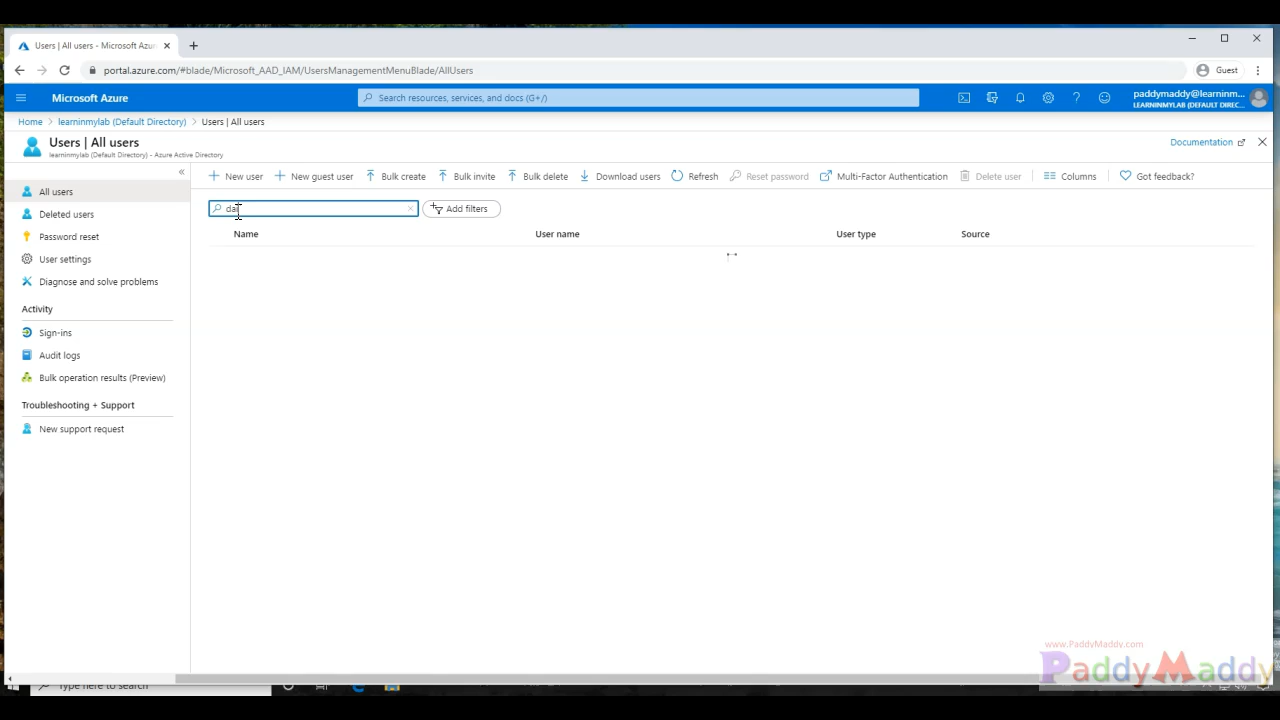 Users | All users - Microsoft Azur
portal.azure.com/#blade/Microsoft_AAD_IAM/UsersManagementMenuBlade/AllUsers
Guest
Microsoft Azure
Search resources, services, and docs (G+/)
paddymaddy@learninm...
LEARNINMYLAB (DEFAULT DIREC...
Home > learninmylab (Default Directory) > Users | All users
Users | All users
learninmylab (Default Directory) - Azure Active Directory
Documentation
New user
New guest user
Bulk create
Bulk invite
Bulk delete
Download users
Refresh
Reset password
Multi-Factor Authentication
Delete user
Columns
Got feedback?
All users
Deleted users
Password reset
User settings
Diagnose and solve problems
Activity
Sign-ins
Audit logs
Bulk operation results (Preview)
Troubleshooting + Support
New support request
Add filters
Name
User name
User type
Source
www.PaddyMaddy.com
PaddyMaddy
Type here to search